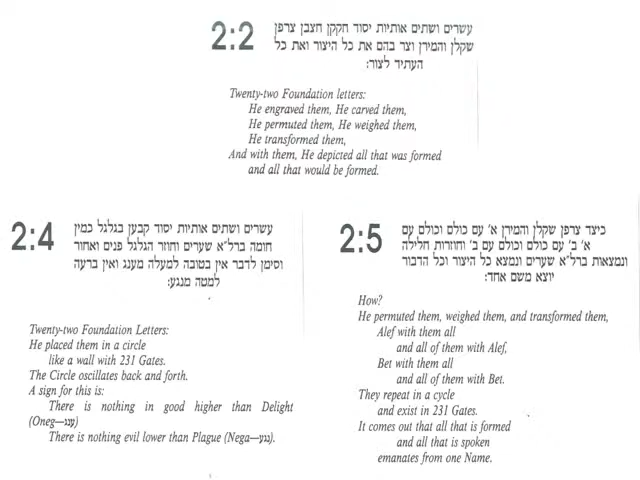 2:2
עשרים ושתים אותיות יסוד חקקן חצבן צרפן
שקלן והמירן וצר בהם את כל היצור ואת כל
העתיד לצור:
Twenty-two Foundation letters:
He engraved them, He carved them,
He permuted them, He weighed them,
He transformed them,
And with them, He depicted all that was formed
and all that would be formed.
2:4
עשרים ושתים אותיות יסוד קבען בגלגל כמין
חומה ברל״א שערים וחוזר הגלגל פנים ואחור
וסימן לדבר אין בטובה למעלה מענג ואין ברעה
למטה מנגע:
Twenty-two Foundation Letters:
He placed them in a circle
like a wall with 231 Gates.
The Circle oscillates back and forth.
A sign for this is:
There is nothing in good higher than Delight
(Oneg—ענג)
There is nothing evil lower than Plague (Nega—נגע).
2:5
כיצד צרפן שקלן והמירן א׳ עם כולם וכולם עם
א׳ ב׳ עם כולם וכולם עם ב׳ וחוזרות חלילה
ונמצאות ברל״א שערים ונמצא כל היצור וכל הדבור
יוצא משם אחד:
How?
He permuted them, weighed them, and transformed them,
Alef with them all
and all of them with Alef,
Bet with them all
and all of them with Bet.
They repeat in a cycle
and exist in 231 Gates.
It comes out that all that is formed
and all that is spoken
emanates from one Name.